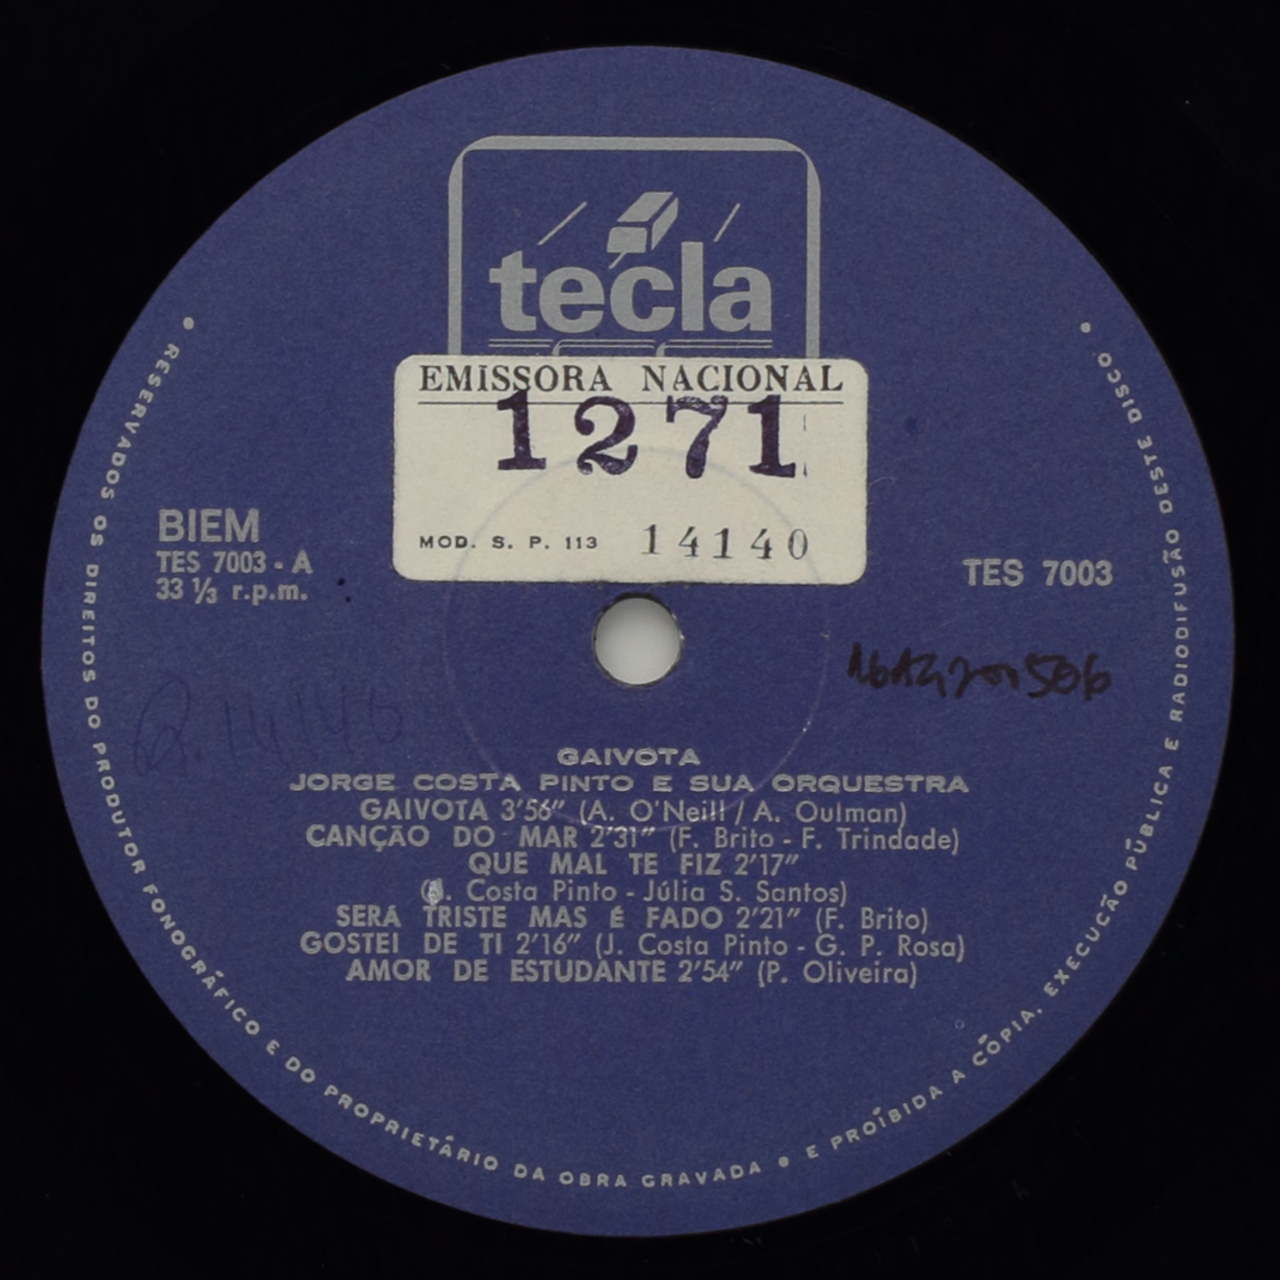 tecla
EMISSORA NACIONAL
1271
MOD. S. P. 113 14140
BIEM
TES 7003 - A
33 ⅓ r.p.m.
TES 7003
GAIVOTA
JORGE COSTA PINTO E SUA ORQUESTRA
GAIVOTA 3'56" (A. O'Neill / A. Oulman)
CANÇÃO DO MAR 2'31" (F. Brito - F. Trindade)
QUE MAL TE FIZ 2'17"
Costa Pinto - Júlia S. Santos)
SERÁ TRISTE MAS É FADO 2'21" (F. Brito)
GOSTEI DE TI 2'16" (J. Costa Pinto - G. P. Rosa)
AMOR DE ESTUDANTE 2'54" (P. Oliveira)
• RESERVADOS OS DIREITOS DO PRODUTOR FONOGRÁFICO E DO PROPRIETÁRIO DA OBRA GRAVADA • E PROÍBIDA A CÓPIA, EXECUÇÃO PÚBLICA E RADIODIFUSÃO DESTE DISCO •